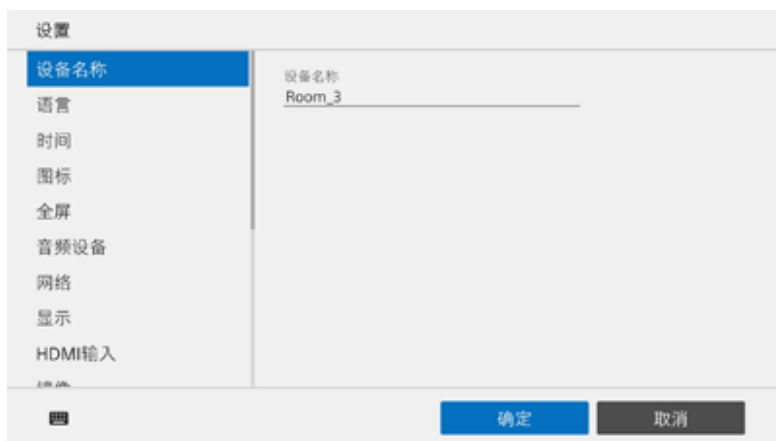 设置
设备名称
语言
时间
图标
全屏
音频设备
网络
显示
HDMI输入
设备名称
Room_3
确定
取消